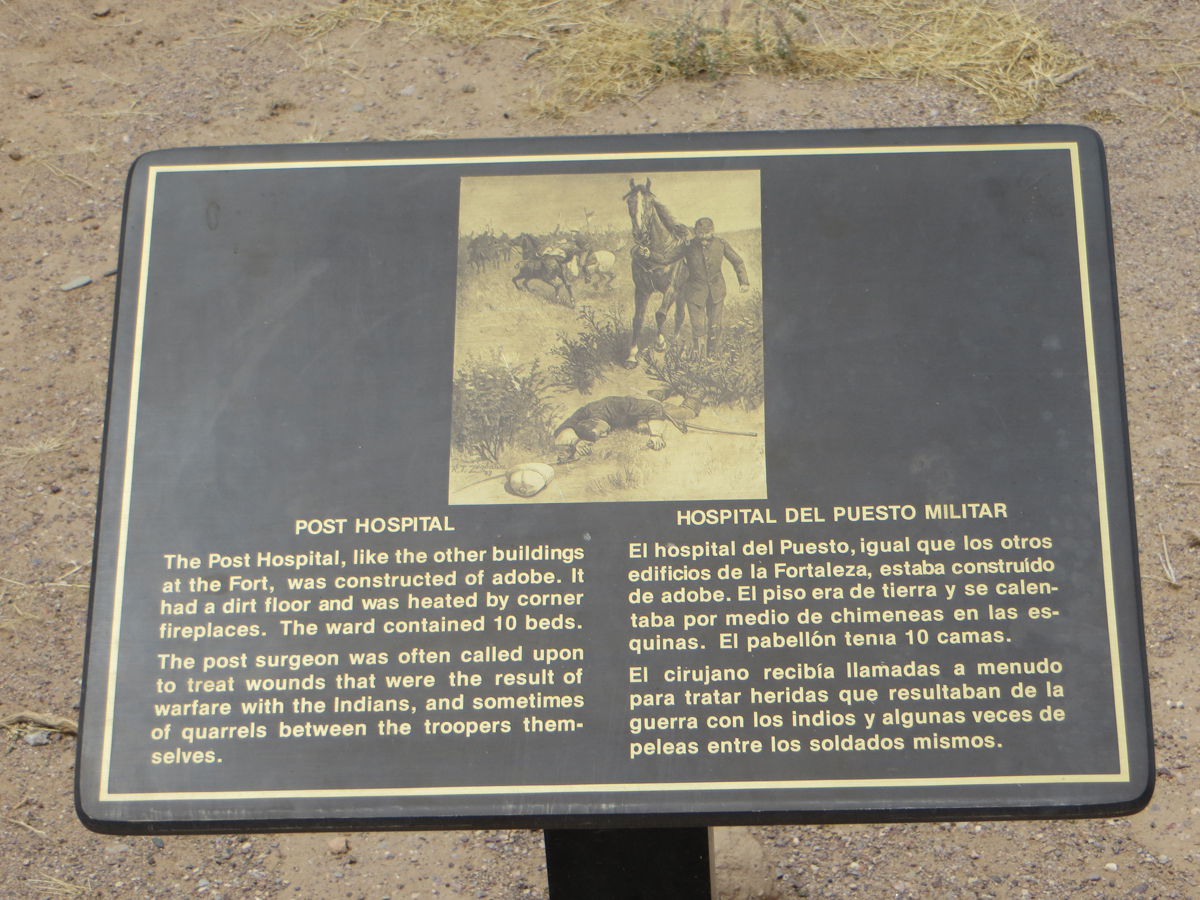 POST HOSPITAL
The Post Hospital, like the other buildings
at the Fort, was constructed of adobe. It
had a dirt floor and was heated by corner
fireplaces. The ward contained 10 beds.
The post surgeon was often called upon
to treat wounds that were the result of
warfare with the Indians, and sometimes
of quarrels between the troopers them-
selves.
HOSPITAL DEL PUESTO MILITAR
El hospital del Puesto, igual que los otros
edificios de la Fortaleza, estaba construído
de adobe. El piso era de tierra y se calen-
taba por medio de chimeneas en las es-
quinas. El pabellón tenıa 10 camas.
El cirujano recibía llamadas a menudo
para tratar heridas que resultaban de la
guerra con los indios y algunas veces de
peleas entre los soldados mismos.